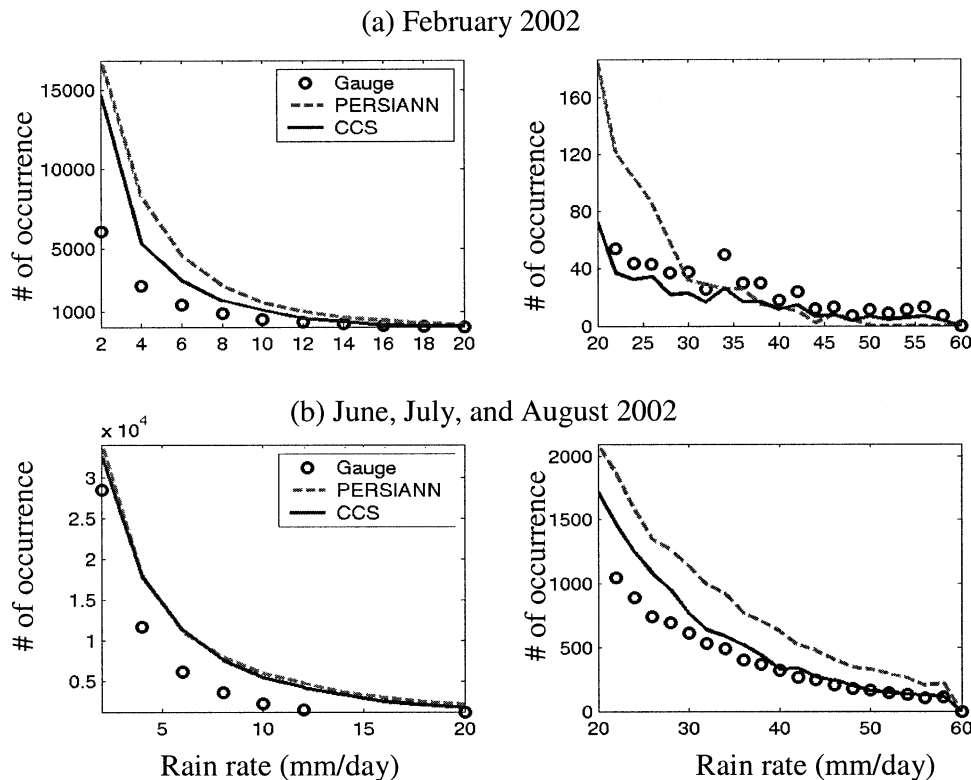 (a) February 2002
# of occurrence
15000
10000
5000
1000
Gauge
PERSIANN
CCS
2 4 6 8 10 12 14 16 18 20
# of occurrence
160
120
80
40
0
20 25 30 35 40 45 50 55 60
(b) June, July, and August 2002
x 10^4
# of occurrence
3
2.5
2
1.5
1
0.5
Gauge
PERSIANN
CCS
5 10 15 20
Rain rate (mm/day)
# of occurrence
2000
1500
1000
500
0
20 30 40 50 60
Rain rate (mm/day)